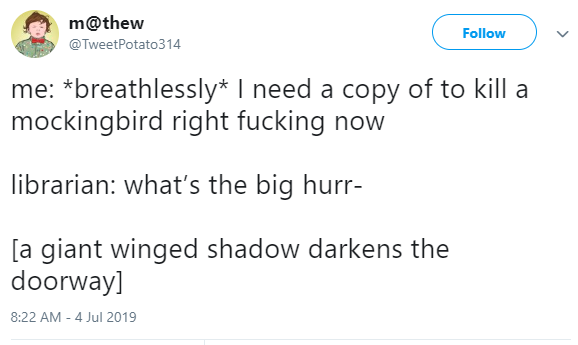 m@thew
@TweetPotato314
Follow
me: *breathlessly* I need a copy of to kill a
mockingbird right fucking now
librarian: what's the big hurr-
[a giant winged shadow darkens the
doorway]
8:22 AM - 4 Jul 2019